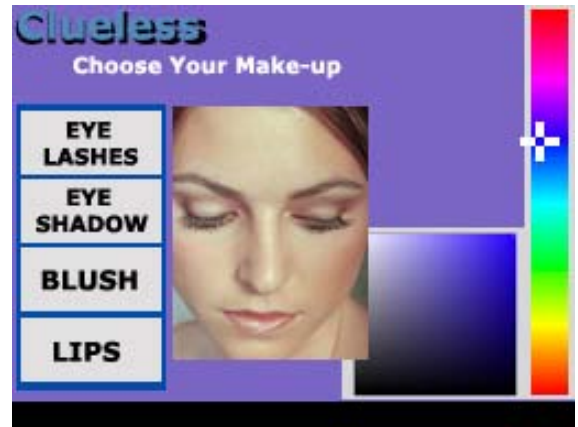 Clueless
Choose Your Make-up
EYE
LASHES
EYE
SHADOW
BLUSH
LIPS